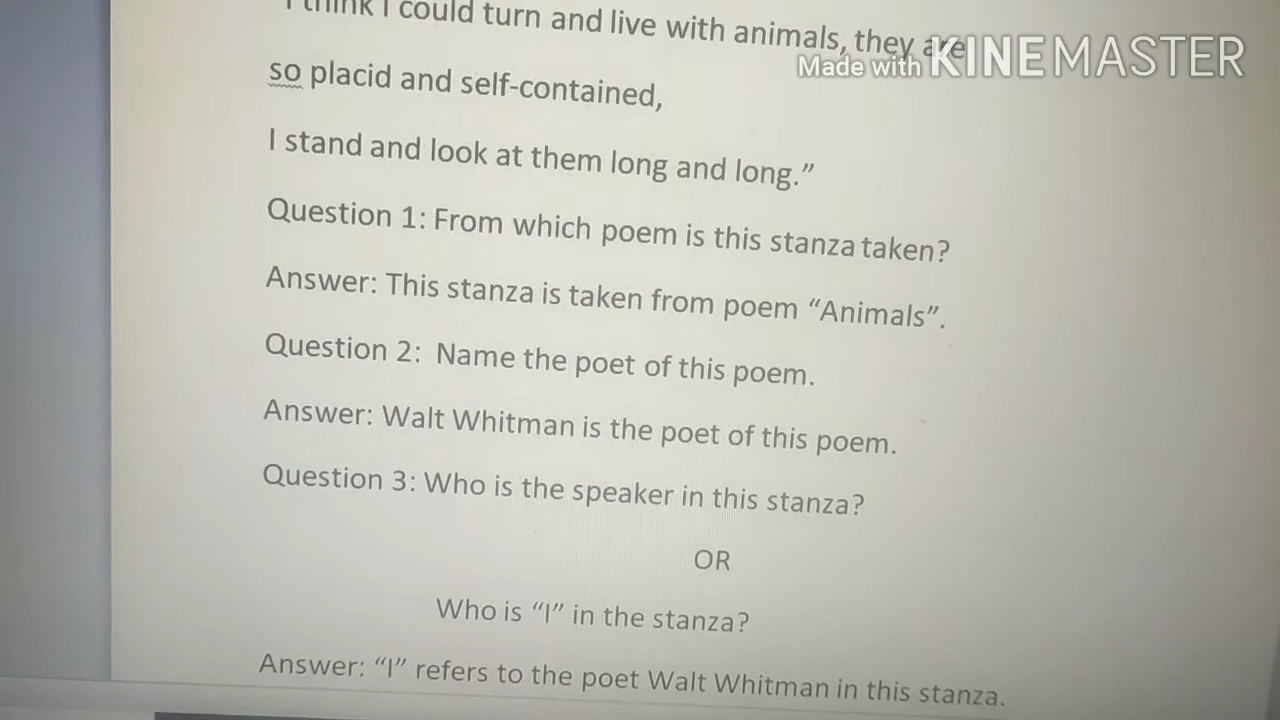 I think I could turn and live with animals, they are
so placid and self-contained,
I stand and look at them long and long.”
Question 1: From which poem is this stanza taken?
Answer: This stanza is taken from poem “Animals”.
Question 2: Name the poet of this poem.
Answer: Walt Whitman is the poet of this poem.
Question 3: Who is the speaker in this stanza?
OR
Who is “I” in the stanza?
Answer: “I” refers to the poet Walt Whitman in this stanza.
Made with KINEMASTER